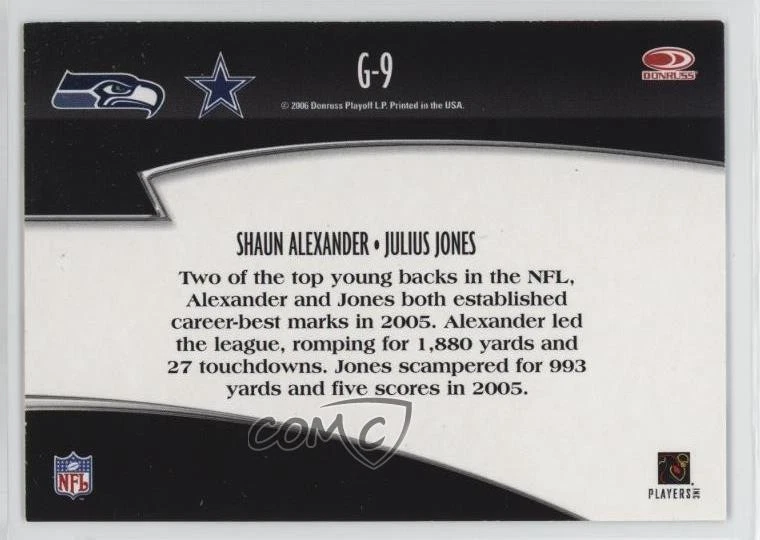 G-9
DONRUSS
© 2006 Donruss Playoff L.P. Printed in the USA.
SHAUN ALEXANDER • JULIUS JONES
Two of the top young backs in the NFL,
Alexander and Jones both established
career-best marks in 2005. Alexander led
the league, romping for 1,880 yards and
27 touchdowns. Jones scampered for 993
yards and five scores in 2005.
COMC
NFL
PLAYERS INC